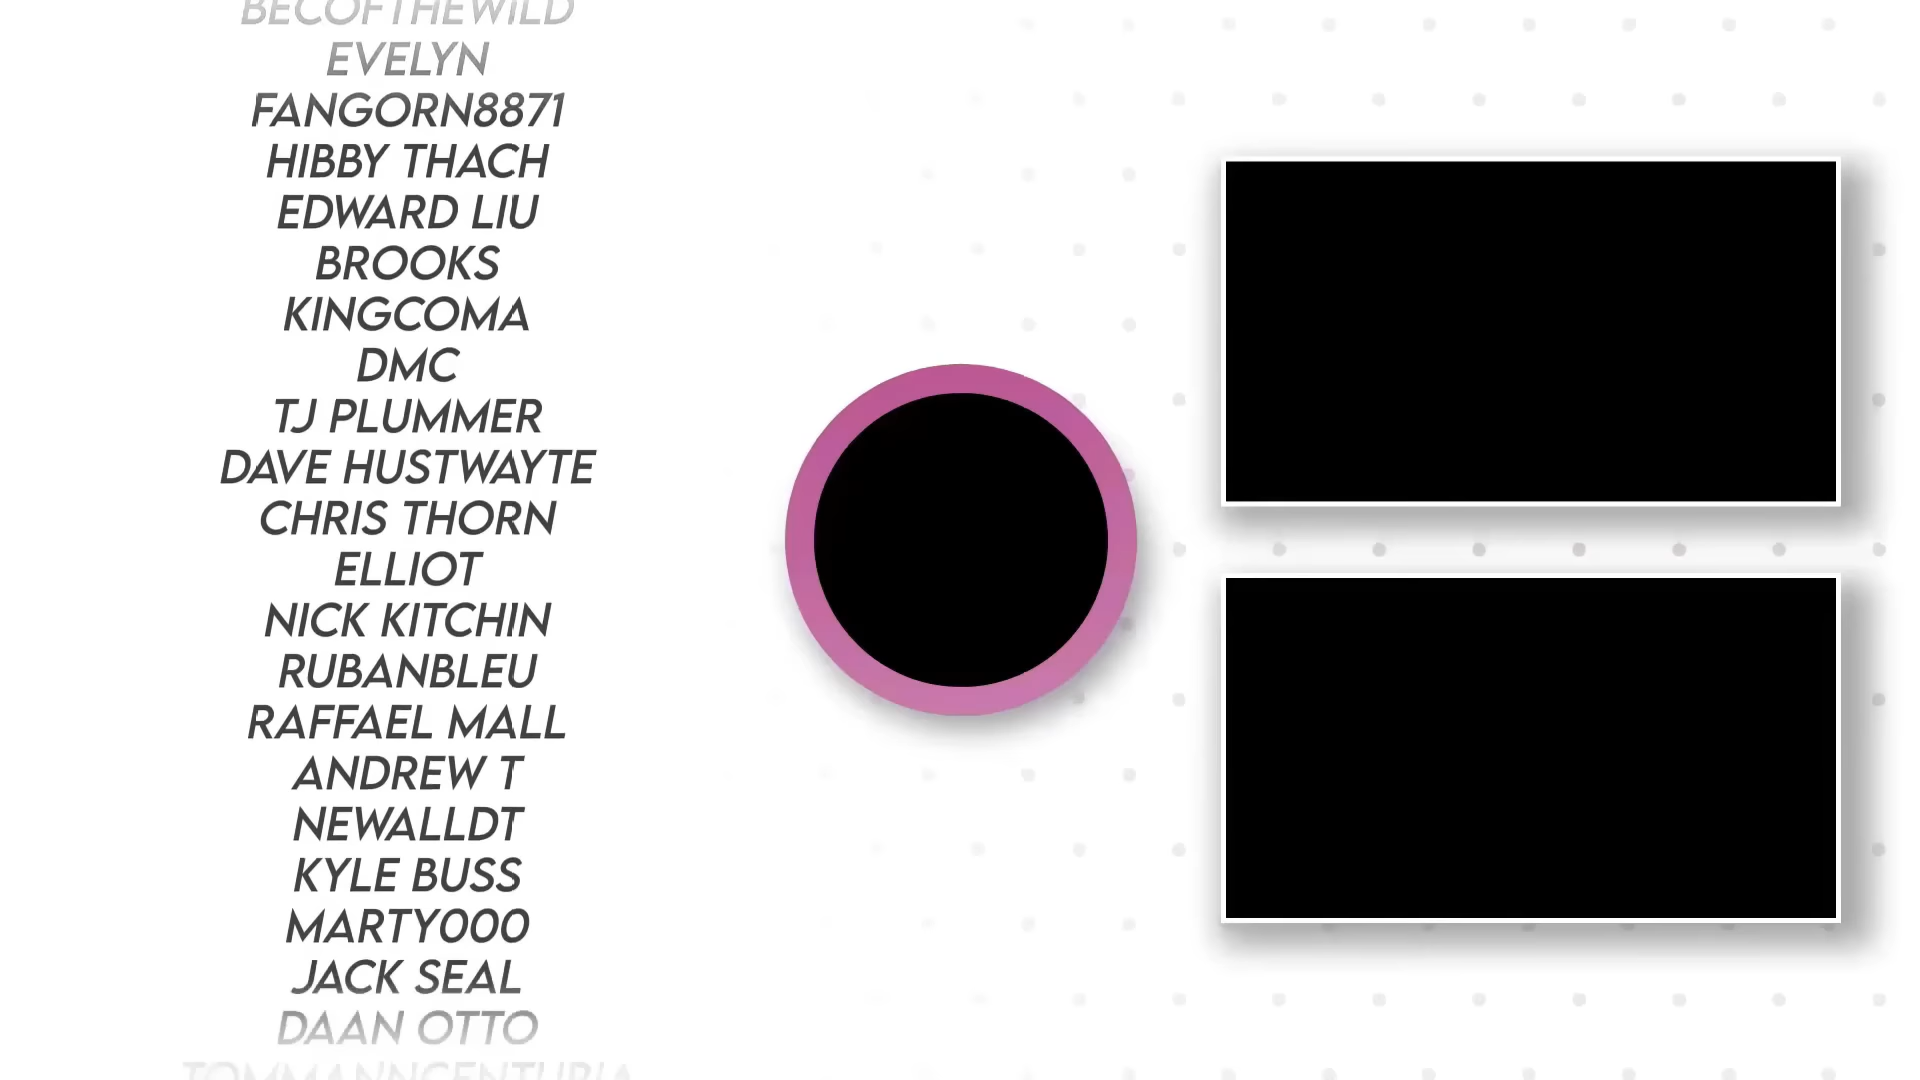 BECOFTHEWILD
EVELYN
FANGORN8871
HIBBY THACH
EDWARD LIU
BROOKS
KINGCOMA
DMC
TJ PLUMMER
DAVE HUSTWAYTE
CHRIS THORN
ELLIOT
NICK KITCHIN
RUBANBLEU
RAFFAEL MALL
ANDREW T
NEWALLDT
KYLE BUSS
MARTY000
JACK SEAL
DAAN OTTO